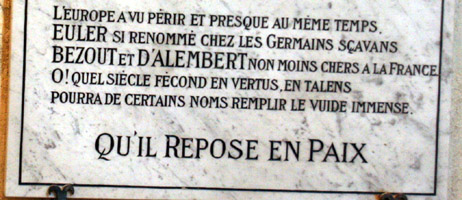 L'EUROPE A VU PÉRIR ET PRESQUE AU MÊME TEMPS,
EULER SI RENOMMÉ CHEZ LES GERMAINS SÇAVANS
BEZOUT ET D'ALEMBERT NON MOINS CHERS A LA FRANCE.
O! QUEL SIÈCLE FÉCOND EN VERTUS, EN TALENS
POURRA DE CERTAINS NOMS REMPLIR LE VUIDE IMMENSE.
QU'IL REPOSE EN PAIX